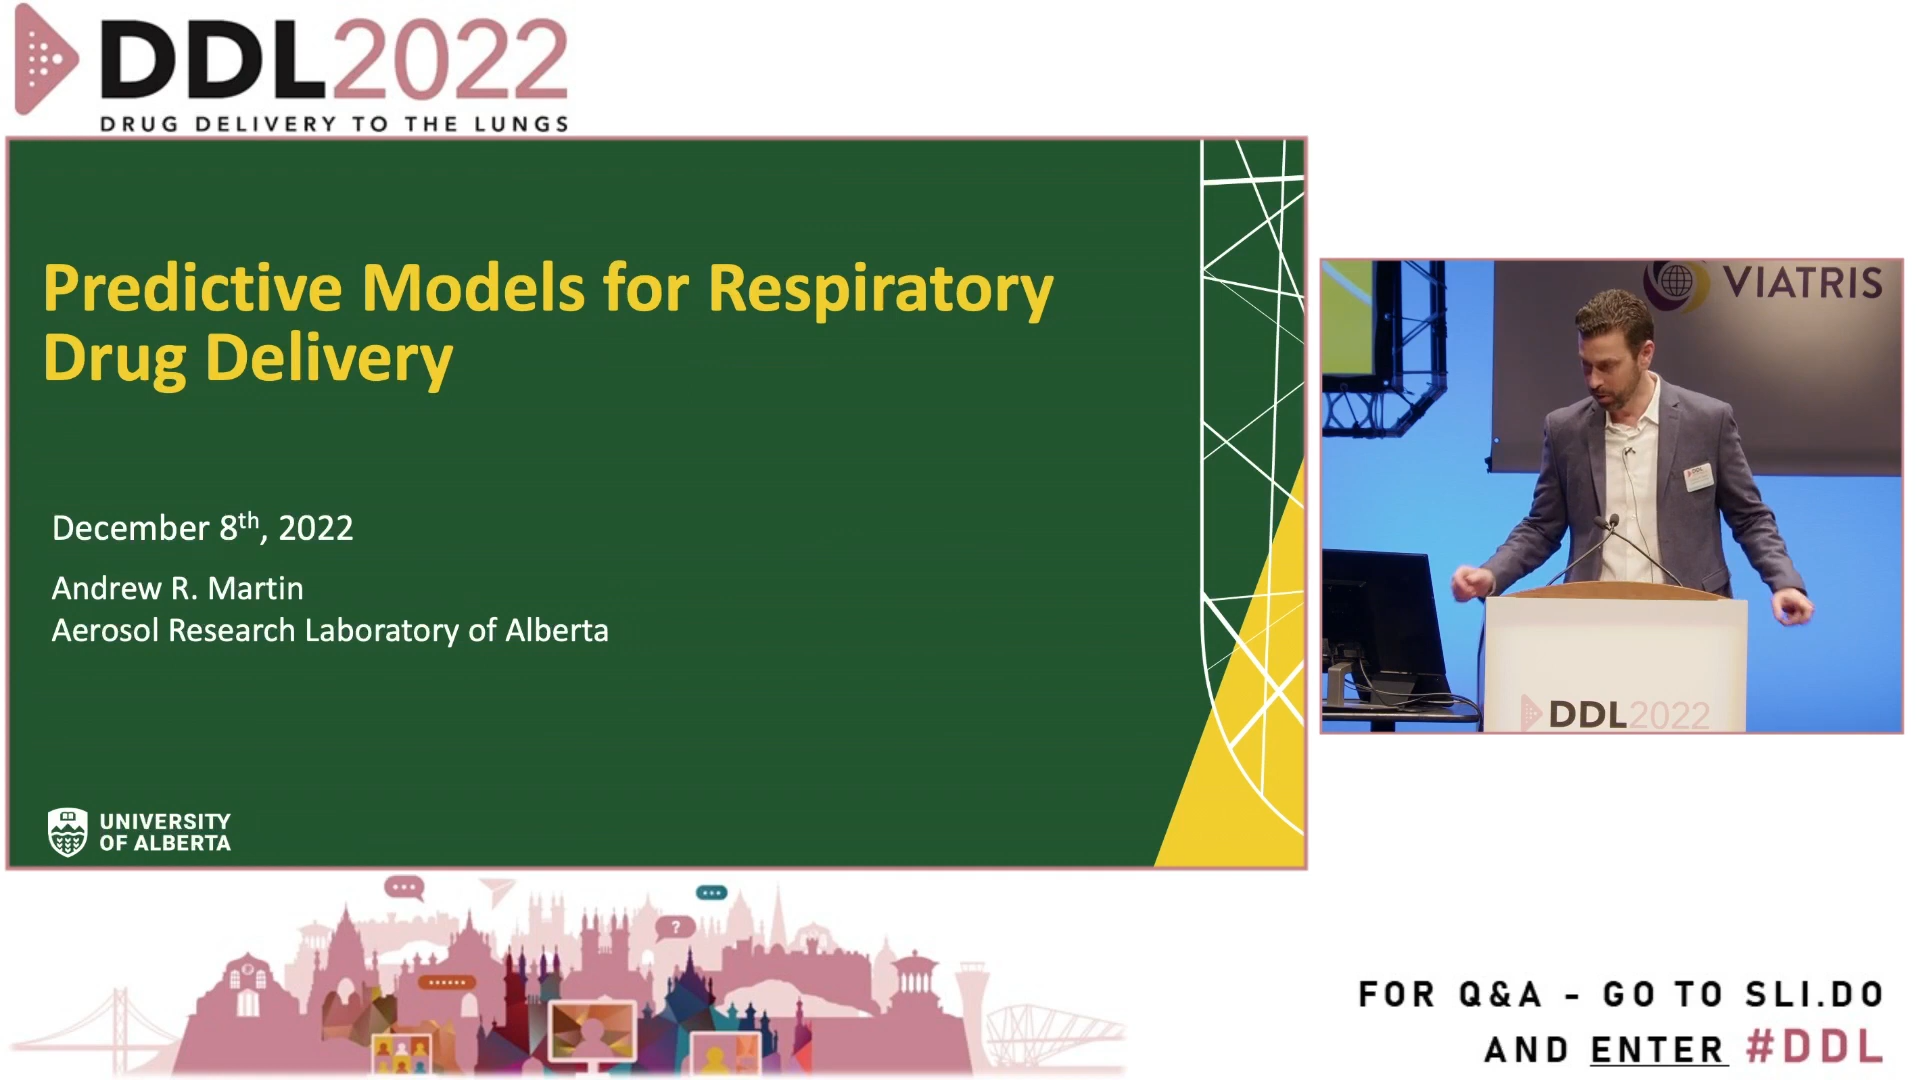 DDL2022
DRUG DELIVERY TO THE LUNGS
Predictive Models for Respiratory
Drug Delivery
December 8th, 2022
Andrew R. Martin
Aerosol Research Laboratory of Alberta
UNIVERSITY
OF ALBERTA
VIATRIS
DDL
DDL2022
?
FOR Q&A - GO TO SLI.DO
AND ENTER #DDL